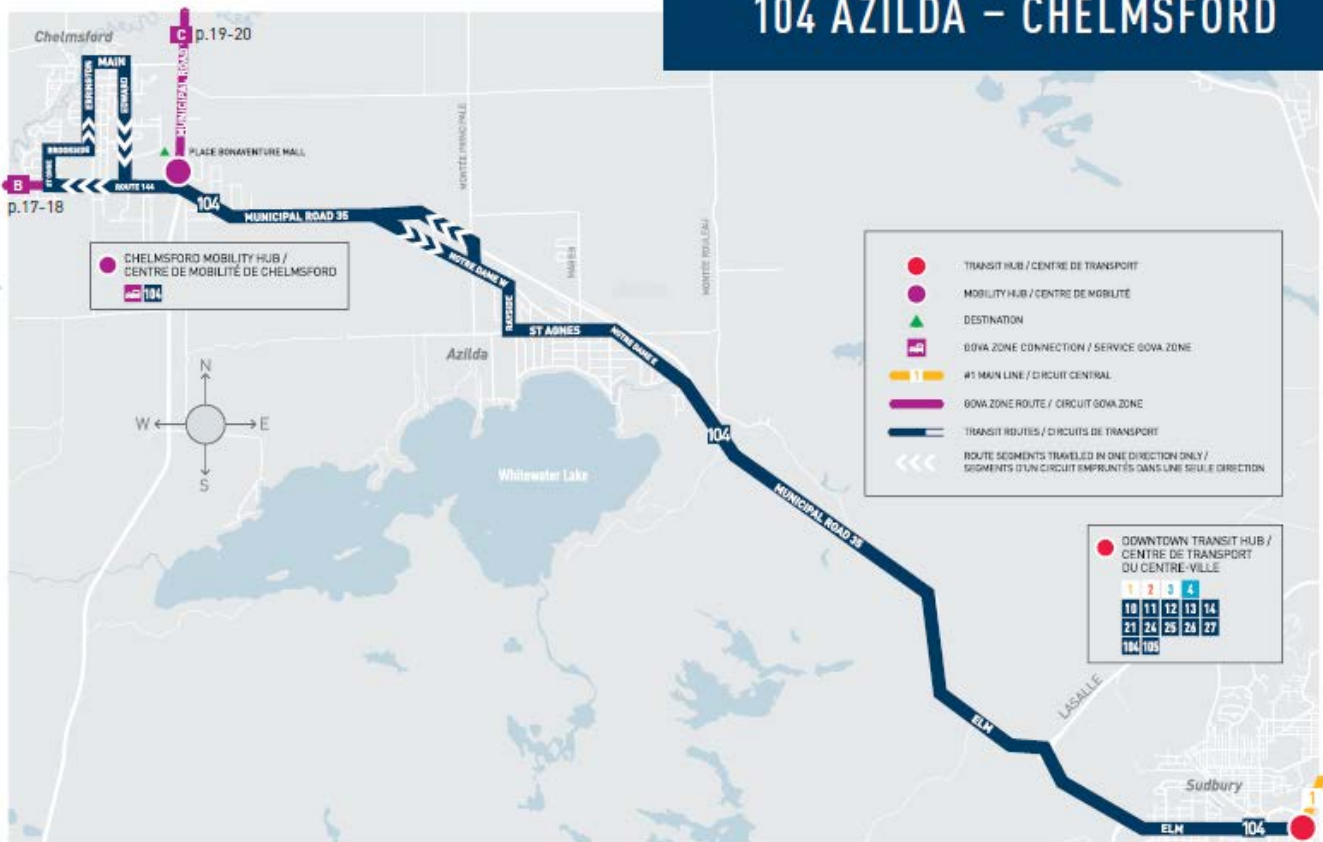 104 AZILDA – CHELMSFORD
Chelmsford
C
p.19-20
MAIN
ERRINGTON
EDWARD
MUNICIPAL ROAD
BROOKSIDE
PLACE BONAVENTURE MALL
ST ONGE
B
ROUTE 144
p.17-18
104
MUNICIPAL ROAD 35
MONTÉE PRINCIPALE
MONTÉE ROULEAU
NOTRE DAME W
MARIER
RAYSIDE
ST AGNES
NOTRE DAME E
Azilda
CHELMSFORD MOBILITY HUB /
CENTRE DE MOBILITÉ DE CHELMSFORD
104
N
W
E
S
Whitewater Lake
104
MUNICIPAL ROAD 35
TRANSIT HUB / CENTRE DE TRANSPORT
MOBILITY HUB / CENTRE DE MOBILITÉ
DESTINATION
GOVA ZONE CONNECTION / SERVICE GOVA ZONE
1
#1 MAIN LINE / CIRCUIT CENTRAL
GOVA ZONE ROUTE / CIRCUIT GOVA ZONE
TRANSIT ROUTES / CIRCUITS DE TRANSPORT
ROUTE SEGMENTS TRAVELED IN ONE DIRECTION ONLY /
SEGMENTS D'UN CIRCUIT EMPRUNTÉS DANS UNE SEULE DIRECTION
DOWNTOWN TRANSIT HUB /
CENTRE DE TRANSPORT
DU CENTRE-VILLE
1 2 3 4
10 11 12 13 14
21 24 25 26 27
104 105
LASALLE
ELM
Sudbury
1
ELM
104